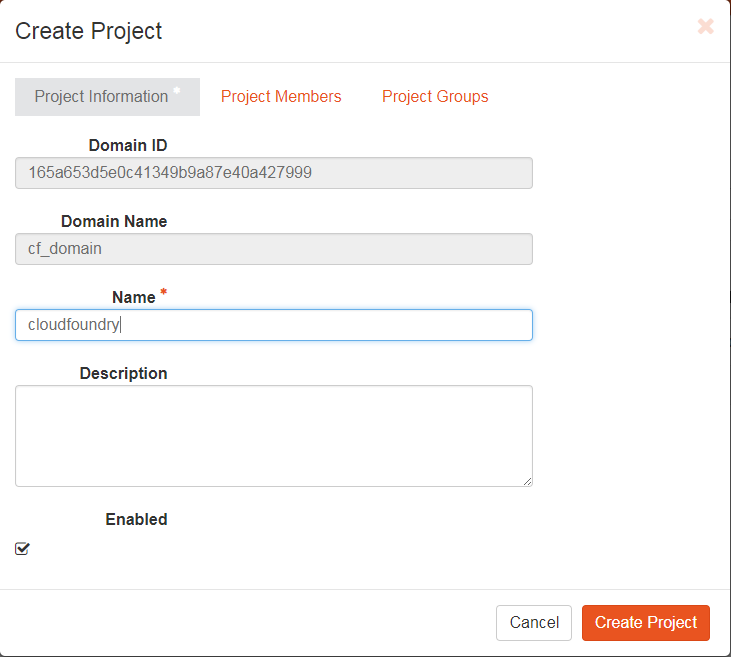 Create Project
Project Information * Project Members Project Groups
Domain ID
165a653d5e0c41349b9a87e40a427999
Domain Name
cf_domain
Name *
cloudfoundry
Description
Enabled
Cancel Create Project